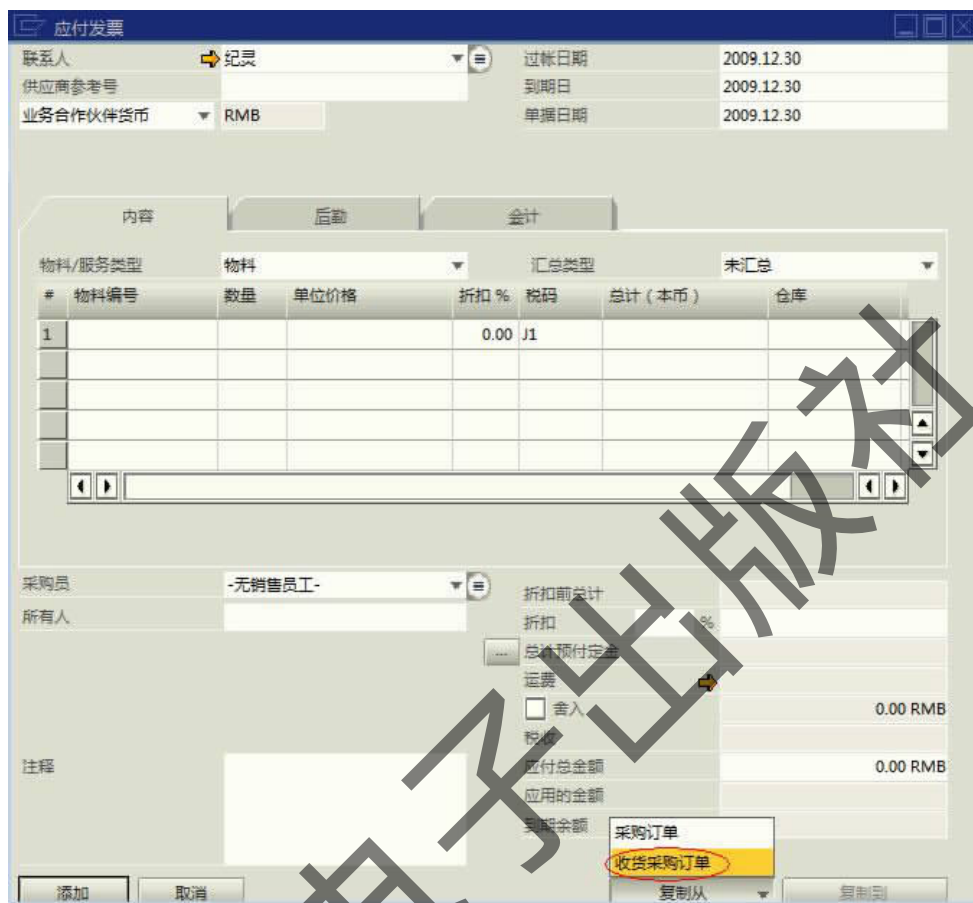 应付发票
联系人 纪灵 过帐日期 2009.12.30
供应商参考号 到期日 2009.12.30
业务合作伙伴货币 RMB 单据日期 2009.12.30
内容 后勤 会计
物料/服务类型 物料 汇总类型 未汇总
# 物料编号 数量 单位价格 折扣 % 税码 总计(本币) 仓库
1 0.00 J1
采购员 -无销售员工- 折扣前总计
所有人 折扣 %
... 总计预付定金
运费
舍入 0.00 RMB
税收
注释 应付总金额 0.00 RMB
应用的金额
到期余额 采购订单
收货采购订单
添加 取消 复制从 复制到
电子出版社